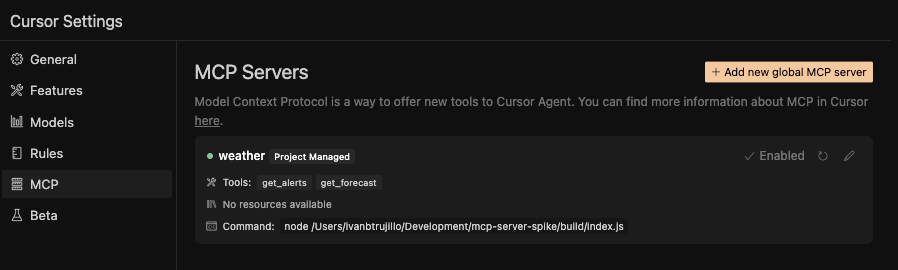 Cursor Settings
General
Features
Models
Rules
MCP
Beta
MCP Servers
+ Add new global MCP server
Model Context Protocol is a way to offer new tools to Cursor Agent. You can find more information about MCP in Cursor
here.
weather Project Managed
Enabled
Tools: get_alerts get_forecast
No resources available
Command: node /Users/ivanbtrujillo/Development/mcp-server-spike/build/index.js